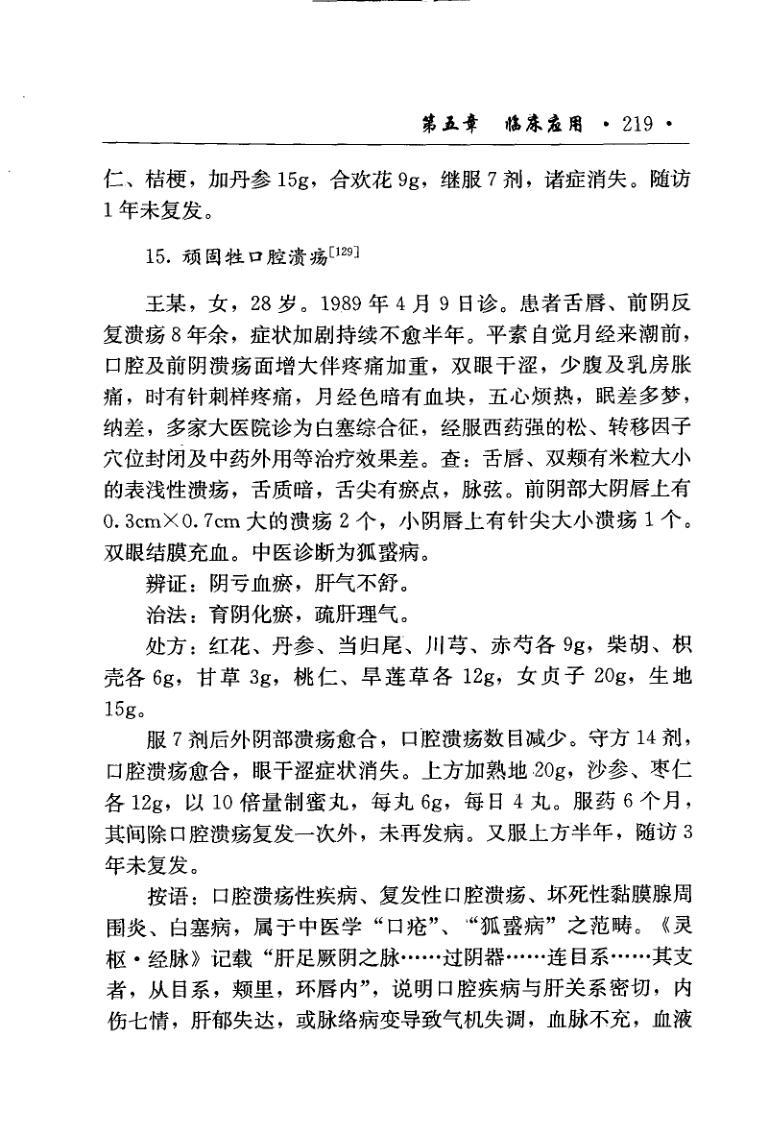 第五章 临床应用 · 219 ·
仁、桔梗，加丹参 15g，合欢花 9g，继服 7 剂，诸症消失。随访
1 年未复发。
15. 顽固性口腔溃疡[129]
王某，女，28 岁。1989 年 4 月 9 日诊。患者舌唇、前阴反
复溃疡 8 年余，症状加剧持续不愈半年。平素自觉月经来潮前，
口腔及前阴溃疡面增大伴疼痛加重，双眼干涩，少腹及乳房胀
痛，时有针刺样疼痛，月经色暗有血块，五心烦热，眠差多梦，
纳差，多家大医院诊为白塞综合征，经服西药强的松、转移因子
穴位封闭及中药外用等治疗效果差。查：舌唇、双颊有米粒大小
的表浅性溃疡，舌质暗，舌尖有瘀点，脉弦。前阴部大阴唇上有
0.3cm×0.7cm 大的溃疡 2 个，小阴唇上有针尖大小溃疡 1 个。
双眼结膜充血。中医诊断为狐蜮病。
辨证：阴亏血瘀，肝气不舒。
治法：育阴化瘀，疏肝理气。
处方：红花、丹参、当归尾、川芎、赤芍各 9g，柴胡、枳
壳各 6g，甘草 3g，桃仁、旱莲草各 12g，女贞子 20g，生地
15g。
服 7 剂后外阴部溃疡愈合，口腔溃疡数目减少。守方 14 剂，
口腔溃疡愈合，眼干涩症状消失。上方加熟地 20g，沙参、枣仁
各 12g，以 10 倍量制蜜丸，每丸 6g，每日 4 丸。服药 6 个月，
其间除口腔溃疡复发一次外，未再发病。又服上方半年，随访 3
年未复发。
按语：口腔溃疡性疾病、复发性口腔溃疡、坏死性黏膜腺周
围炎、白塞病，属于中医学“口疮”、“狐蜮病”之范畴。《灵
枢·经脉》记载“肝足厥阴之脉……过阴器……连目系……其支
者，从目系，颊里，环唇内”，说明口腔疾病与肝关系密切，内
伤七情，肝郁失达，或脉络病变导致气机失调，血脉不充，血液